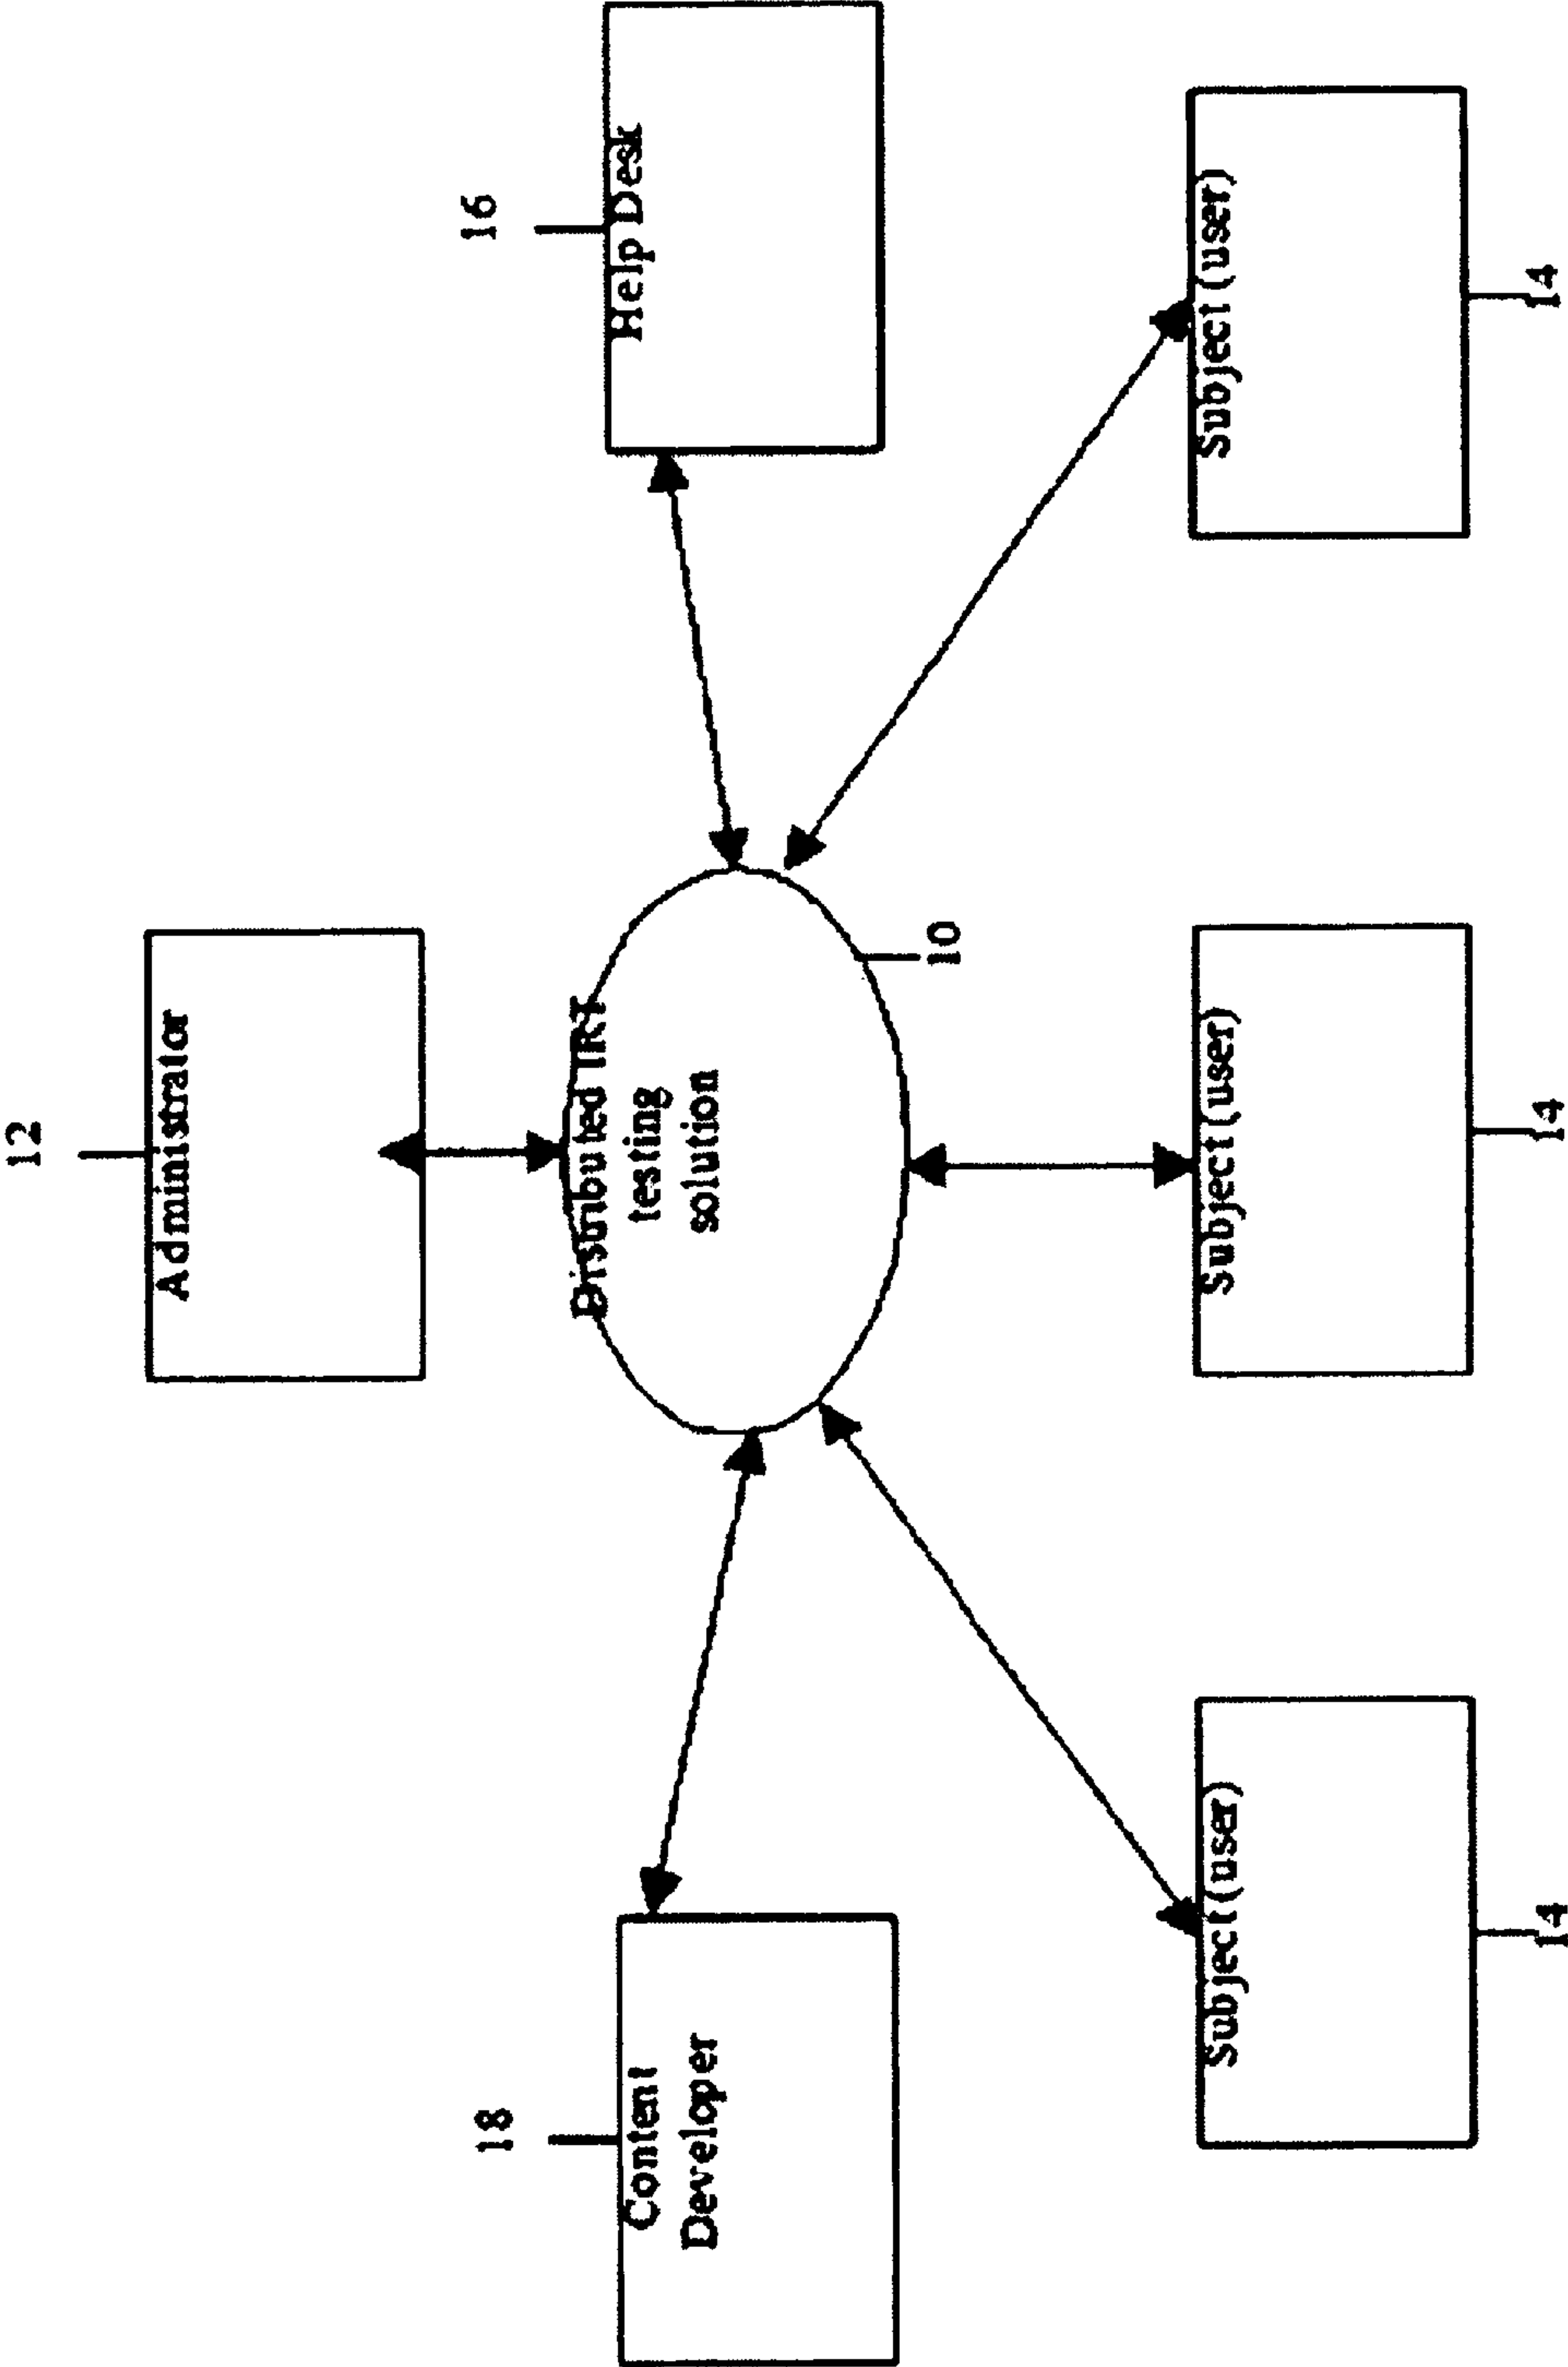 12
Administrator
18
16
Content
Developer
Distributed IRT
testing
solution
Help Desk
10
Subject(user)
Subject(user)
Subject(user)
14
14
14